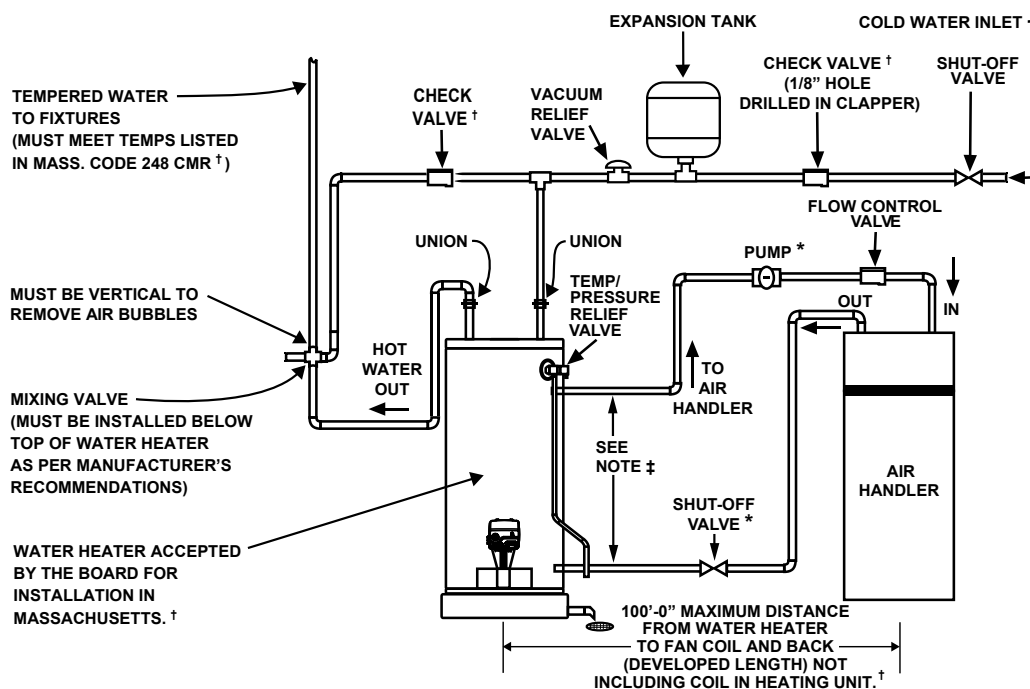 EXPANSION TANK
COLD WATER INLET
TEMPERED WATER
TO FIXTURES
(MUST MEET TEMPS LISTED
IN MASS. CODE 248 CMR †)
CHECK
VALVE †
VACUUM
RELIEF
VALVE
CHECK VALVE †
(1/8” HOLE
DRILLED IN CLAPPER)
SHUT-OFF
VALVE
FLOW CONTROL
VALVE
UNION
UNION
PUMP *
TEMP/
PRESSURE
RELIEF
VALVE
OUT
IN
MUST BE VERTICAL TO
REMOVE AIR BUBBLES
HOT
WATER
OUT
TO
AIR
HANDLER
MIXING VALVE
(MUST BE INSTALLED BELOW
TOP OF WATER HEATER
AS PER MANUFACTURER’S
RECOMMENDATIONS)
SEE
NOTE ‡
AIR
HANDLER
SHUT-OFF
VALVE *
WATER HEATER ACCEPTED
BY THE BOARD FOR
INSTALLATION IN
MASSACHUSETTS. †
100’-0” MAXIMUM DISTANCE
FROM WATER HEATER
TO FAN COIL AND BACK
(DEVELOPED LENGTH) NOT
INCLUDING COIL IN HEATING UNIT. †